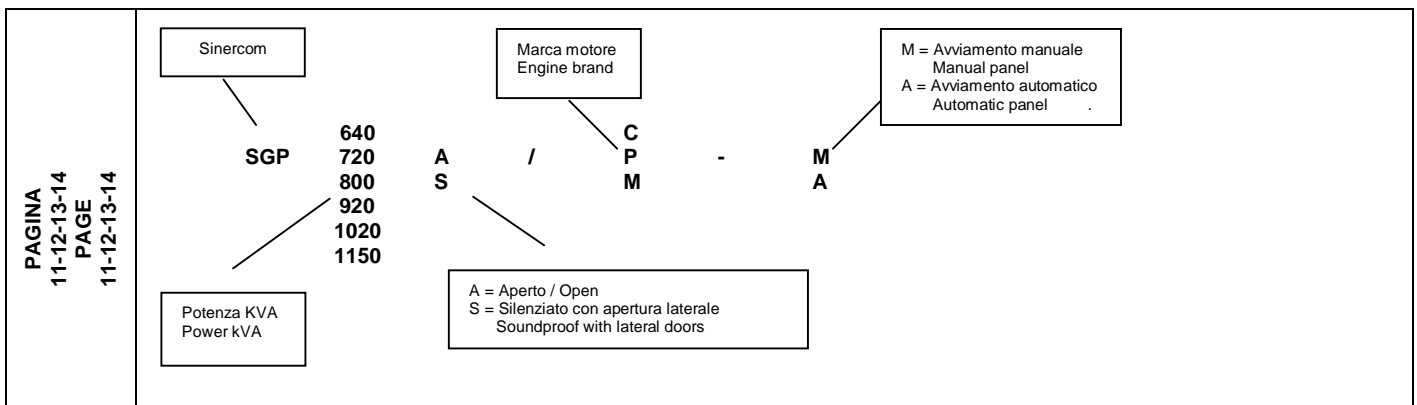 PAGINA
11-12-13-14
PAGE
11-12-13-14
Sinercom
Marca motore
Engine brand
M = Avviamento manuale
Manual panel
A = Avviamento automatico
Automatic panel .
640 C
SGP 720 A / P - M
800 S M A
920
1020
1150
Potenza KVA
Power kVA
A = Aperto / Open
S = Silenziato con apertura laterale
Soundproof with lateral doors